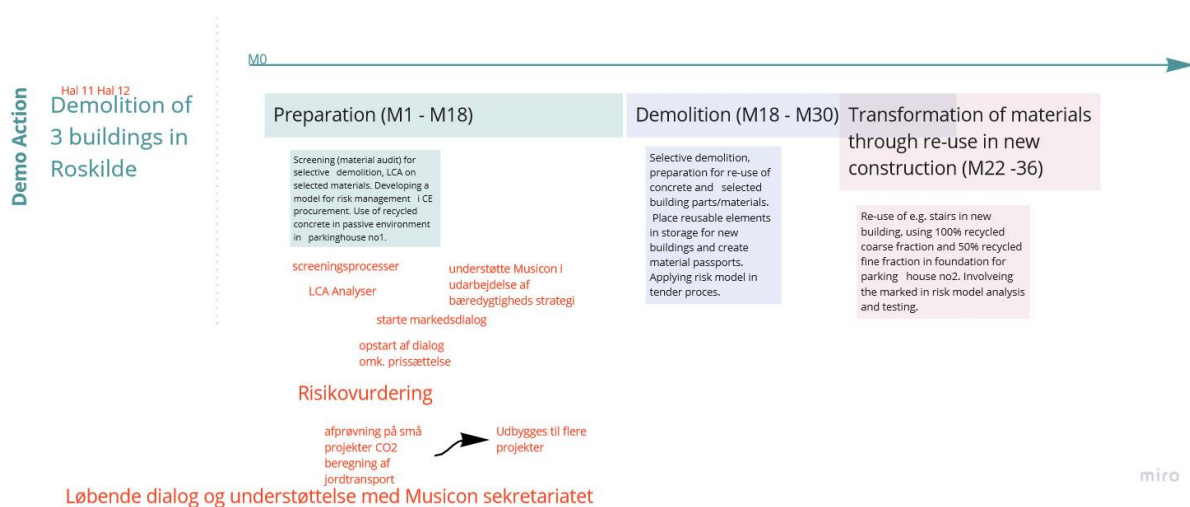 M0
Demo Action
Hal 11 Hal 12
Demolition of
3 buildings in
Roskilde
Preparation (M1 - M18)
Screening (material audit) for
selective demolition, LCA on
selected materials. Developing a
model for risk management i CE
procurement. Use of recycled
concrete in passive environment
in parkinghouse no1.
Demolition (M18 - M30)
Selective demolition,
preparation for re-use of
concrete and selected
building parts/materials.
Place reusable elements
in storage for new
buildings and create
material passports.
Applying risk model in
tender proces.
Transformation of materials
through re-use in new
construction (M22 -36)
Re-use of e.g. stairs in new
building, using 100% recycled
coarse fraction and 50% recycled
fine fraction in foundation for
parking house no2. Involveing
the marked in risk model analysis
and testing.
screeningsprocesser
LCA Analyser
understøtte Musicon i
udarbejdelse af
bæredygtigheds strategi
starte markedsdialog
opstart af dialog
omk. prissættelse
Risikovurdering
afprøvning på små
projekter CO2
beregning af
jordtransport
Udbygges til flere
projekter
Løbende dialog og understøttelse med Musicon sekretariatet
miro